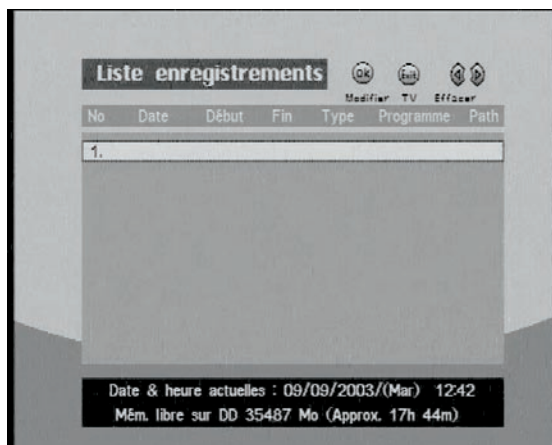 Liste enregistrements Ok Exit
Modifier TV Effacer
No Date Début Fin Type Programme Path
1.
Date & heure actuelles : 09/09/2003/(Mar) 12:42
Mém. libre sur DD 35487 Mo (Approx. 17h 44m)